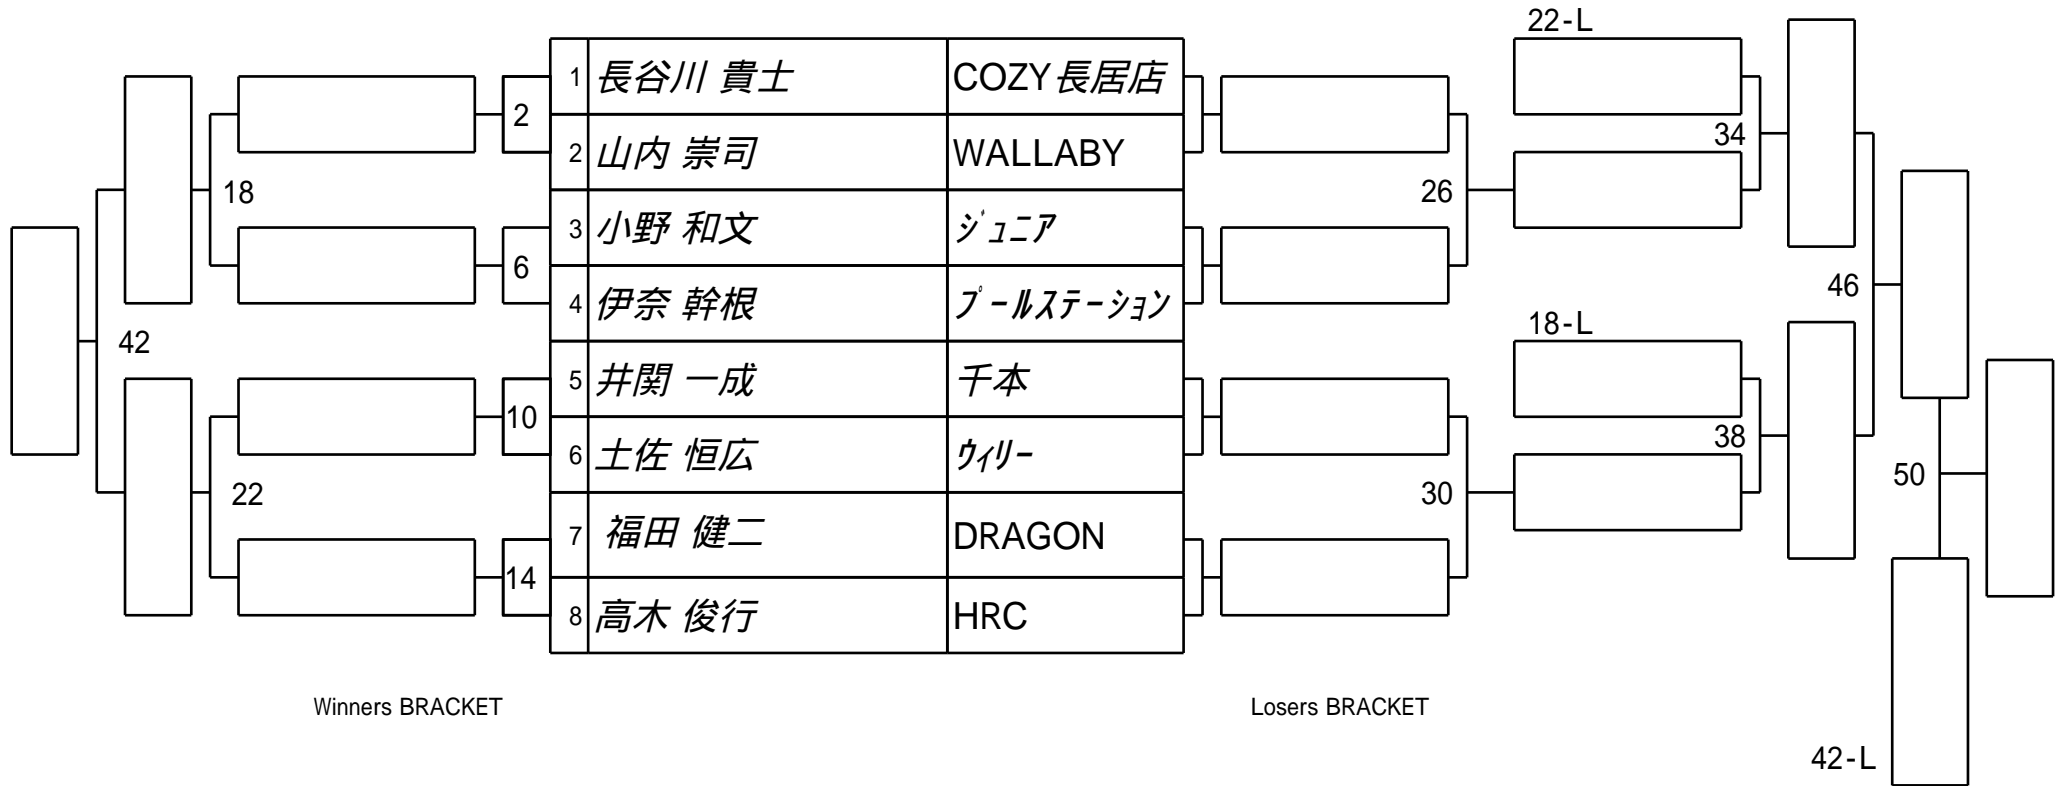 22-L
1 長谷川 貴士 COZY長居店
2
34
2 山内 崇司 WALLABY
18
26
3 小野 和文 ｼﾞｭﾆｱ
6
4 伊奈 幹根 ﾌﾟｰﾙｽﾃｰｼｮﾝ
46
18-L
42
5 井関 一成 千本
10
38
6 土佐 恒広 ｳｨﾘｰ
22
30
50
7 福田 健二 DRAGON
14
8 高木 俊行 HRC
Winners BRACKET
Losers BRACKET
42-L